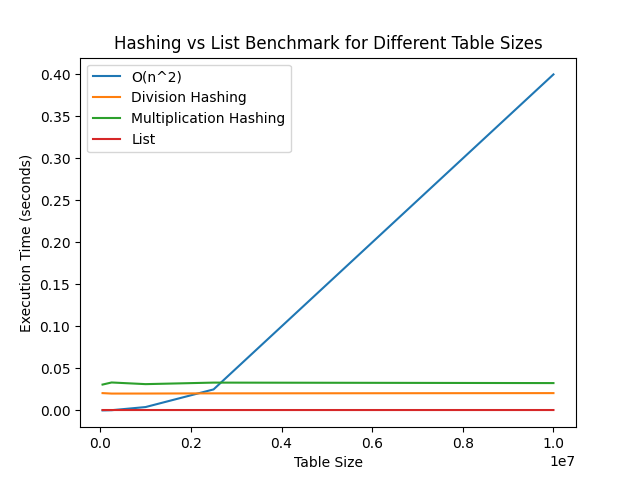 Hashing vs List Benchmark for Different Table Sizes
O(n^2)
Division Hashing
Multiplication Hashing
List
Execution Time (seconds)
0.40
0.35
0.30
0.25
0.20
0.15
0.10
0.05
0.00
0.0 0.2 0.4 0.6 0.8 1.0
1e7
Table Size